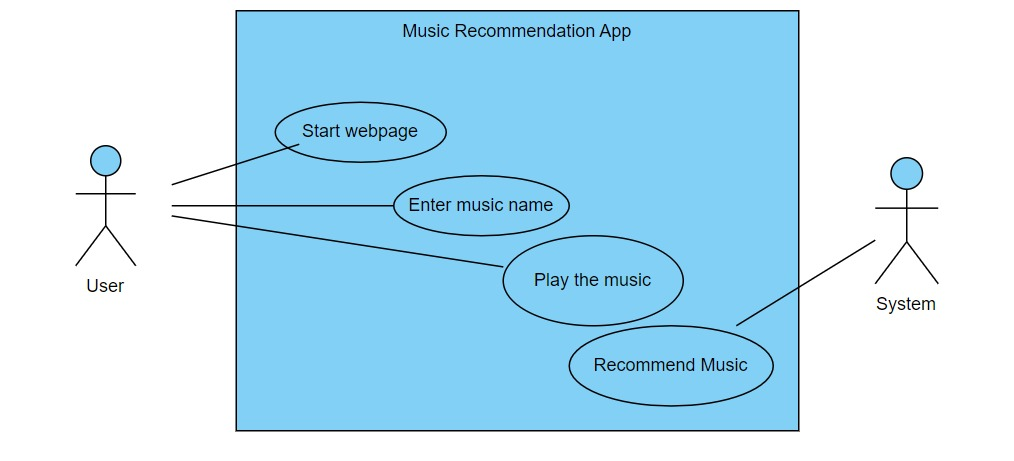 Music Recommendation App
Start webpage
Enter music name
Play the music
Recommend Music
User
System